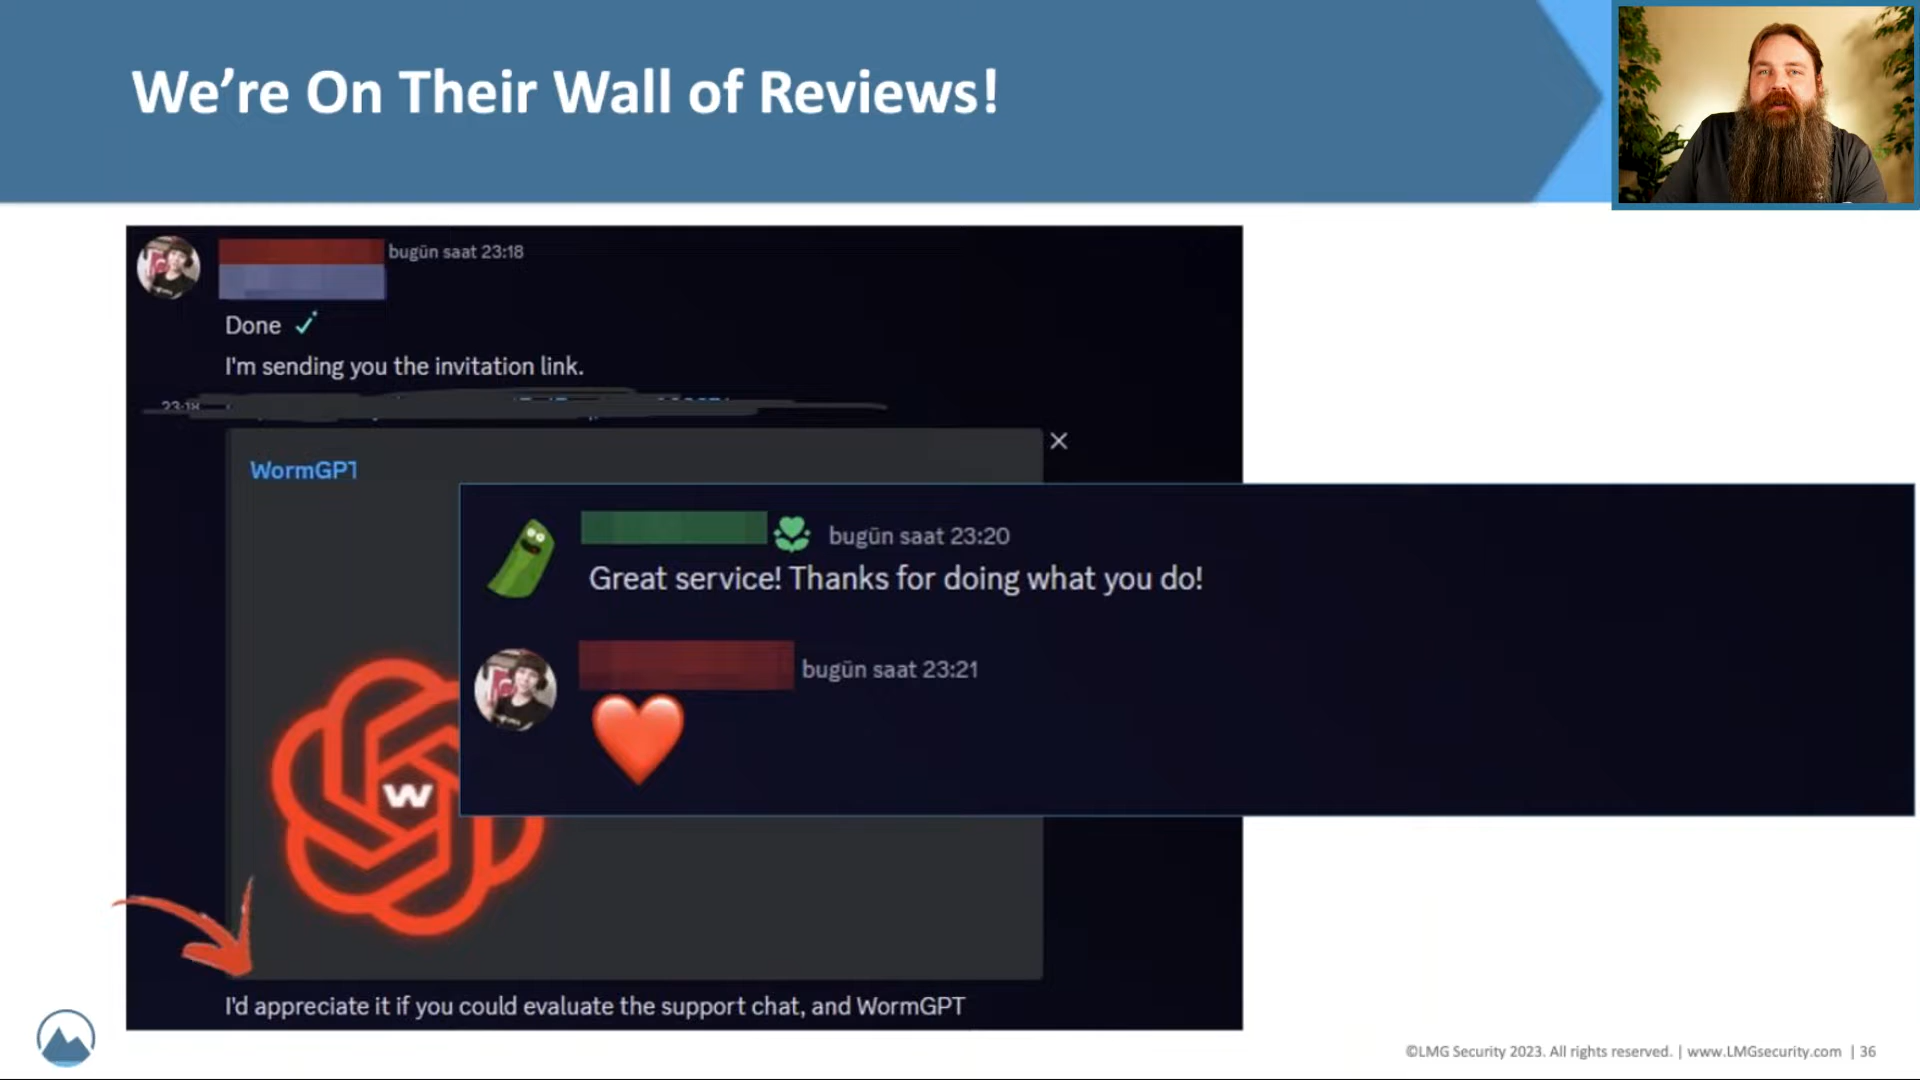 We're On Their Wall of Reviews!
bugün saat 23:18
Done
I'm sending you the invitation link.
23:18
WormGPT
bugün saat 23:20
Great service! Thanks for doing what you do!
bugün saat 23:21
W
I'd appreciate it if you could evaluate the support chat, and WormGPT
©LMG Security 2023. All rights reserved. | www.LMGsecurity.com | 36